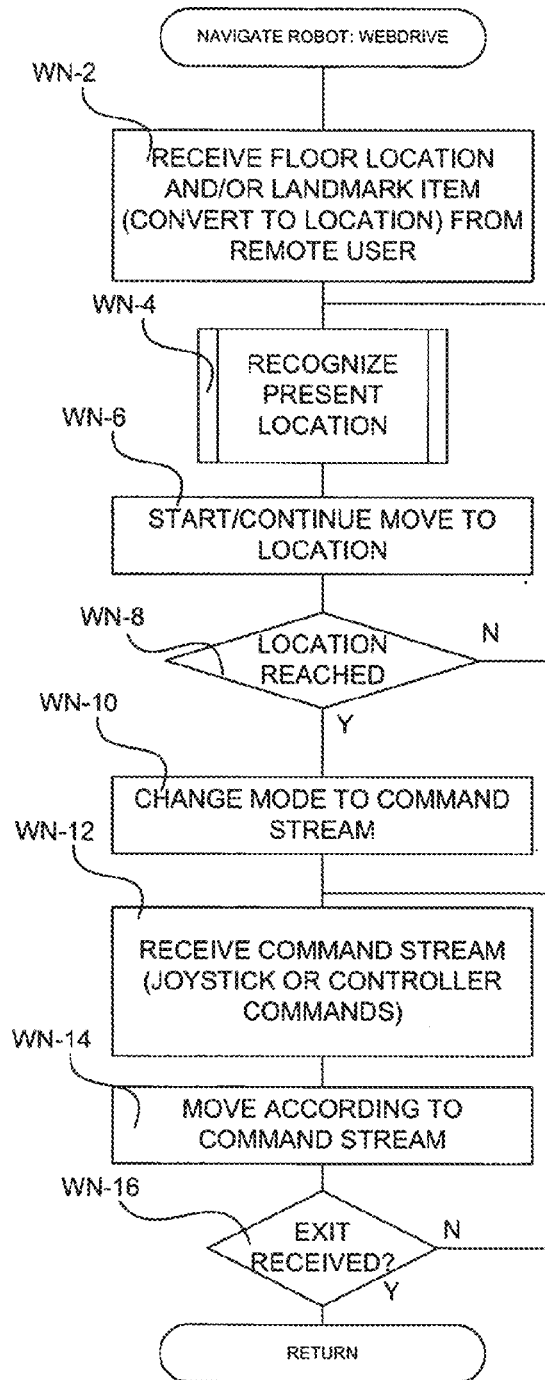 NAVIGATE ROBOT: WEBDRIVE
WN-2
RECEIVE FLOOR LOCATION
AND/OR LANDMARK ITEM
(CONVERT TO LOCATION) FROM
REMOTE USER
WN-4
RECOGNIZE
PRESENT
LOCATION
WN-6
START/CONTINUE MOVE TO
LOCATION
WN-8
LOCATION
REACHED
N
Y
WN-10
CHANGE MODE TO COMMAND
STREAM
WN-12
RECEIVE COMMAND STREAM
(JOYSTICK OR CONTROLLER
COMMANDS)
WN-14
MOVE ACCORDING TO
COMMAND STREAM
WN-16
EXIT
RECEIVED?
N
Y
RETURN